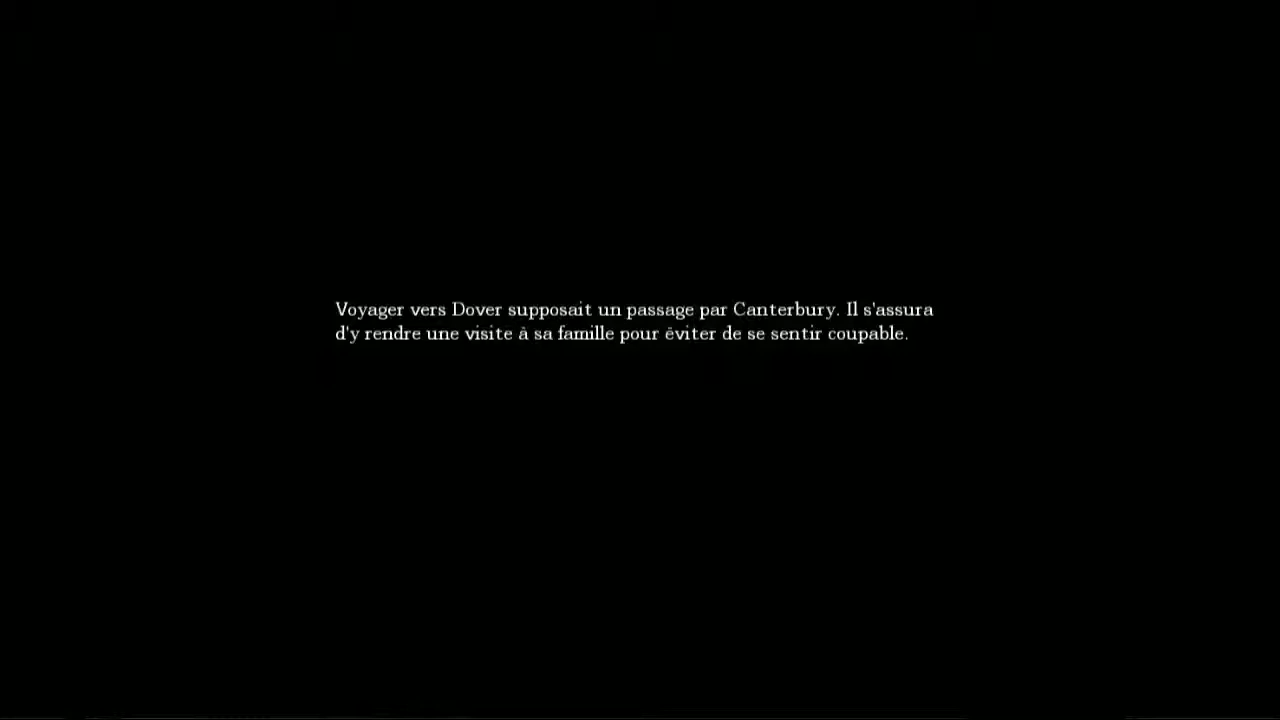 Voyager vers Dover supposait un passage par Canterbury. Il s'assura
d'y rendre une visite à sa famille pour éviter de se sentir coupable.